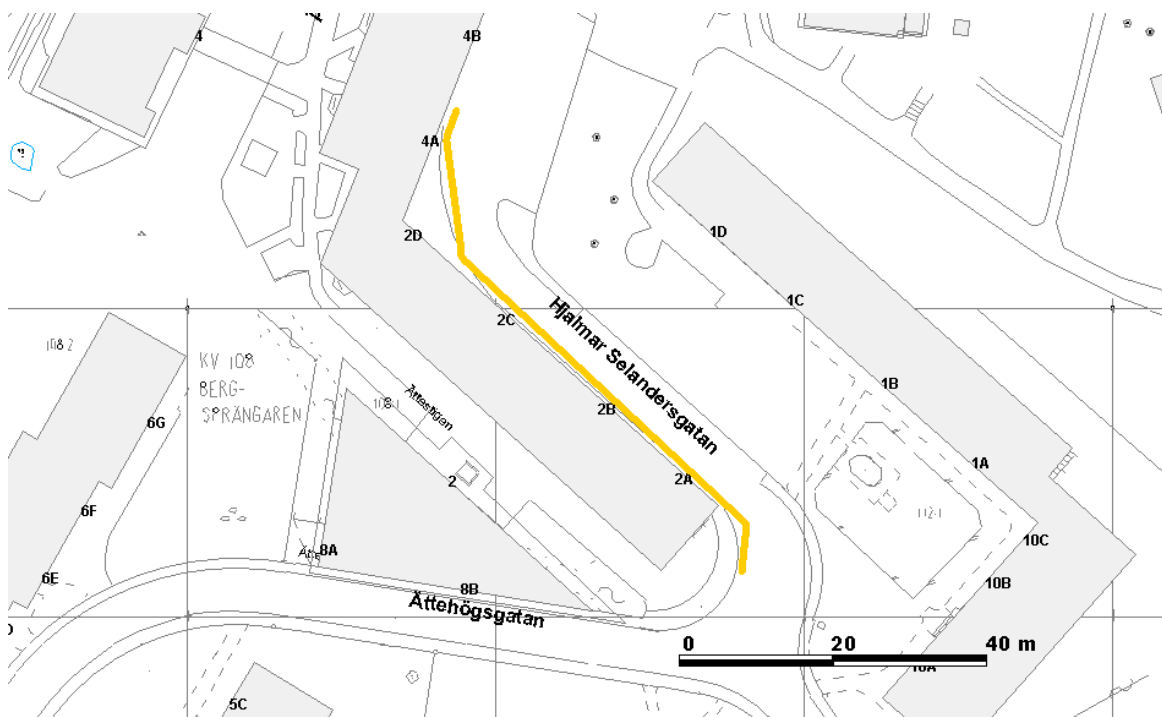 4
4B
4A
2D
1D
1C
2C
Hjalmar Selandersgatan
108-2
KV 108
BERG-
SPRÄNGAREN
108-1
Ättestigen
1B
2B
6G
1A
2A
2
6F
112-1
10C
8A
6E
8B
10B
Ättehögsgatan
0
20
40 m
10A
5C